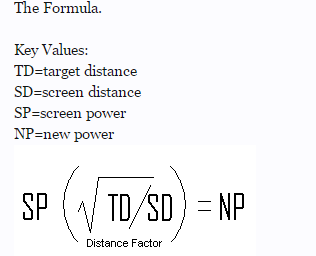 The Formula.
Key Values:
TD=target distance
SD=screen distance
SP=screen power
NP=new power
SP (√TD/SD) = NP
Distance Factor